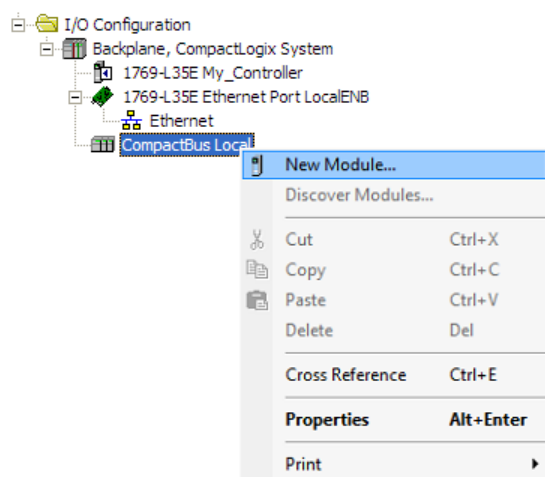 I/O Configuration
Backplane, CompactLogix System
1769-L35E My_Controller
1769-L35E Ethernet Port LocalENB
Ethernet
CompactBus Local
New Module...
Discover Modules...
Cut Ctrl+X
Copy Ctrl+C
Paste Ctrl+V
Delete Del
Cross Reference Ctrl+E
Properties Alt+Enter
Print